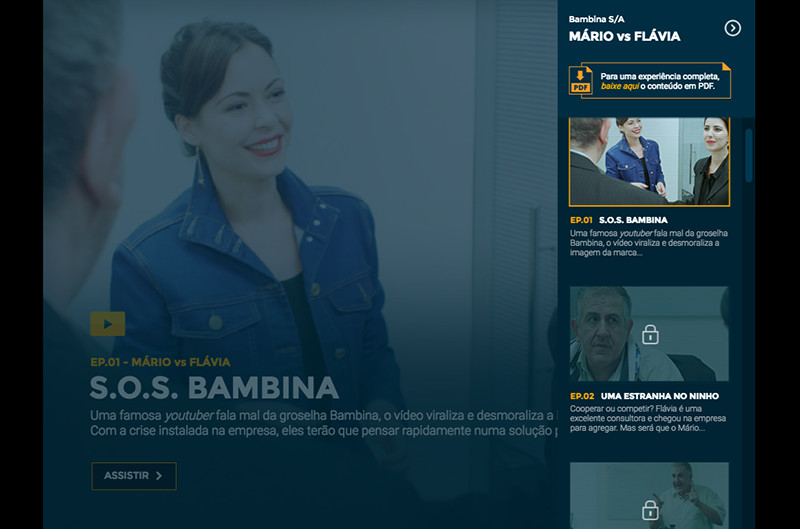 EP.01 - MÁRIO vs FLÁVIA
S.O.S. BAMBINA
Uma famosa youtuber fala mal da groselha Bambina, o vídeo viraliza e desmoraliza a
Com a crise instalada na empresa, eles terão que pensar rapidamente numa solução
ASSISTIR
Bambina S/A
MÁRIO vs FLÁVIA
PDF
Para uma experiência completa,
baixe aqui o conteúdo em PDF.
EP.01 S.O.S. BAMBINA
Uma famosa youtuber fala mal da groselha
Bambina, o vídeo viraliza e desmoraliza a
imagem da marca...
EP.02 UMA ESTRANHA NO NINHO
Cooperar ou competir? Flávia é uma
excelente consultora e chegou na empresa
para agregar. Mas será que o Mário...